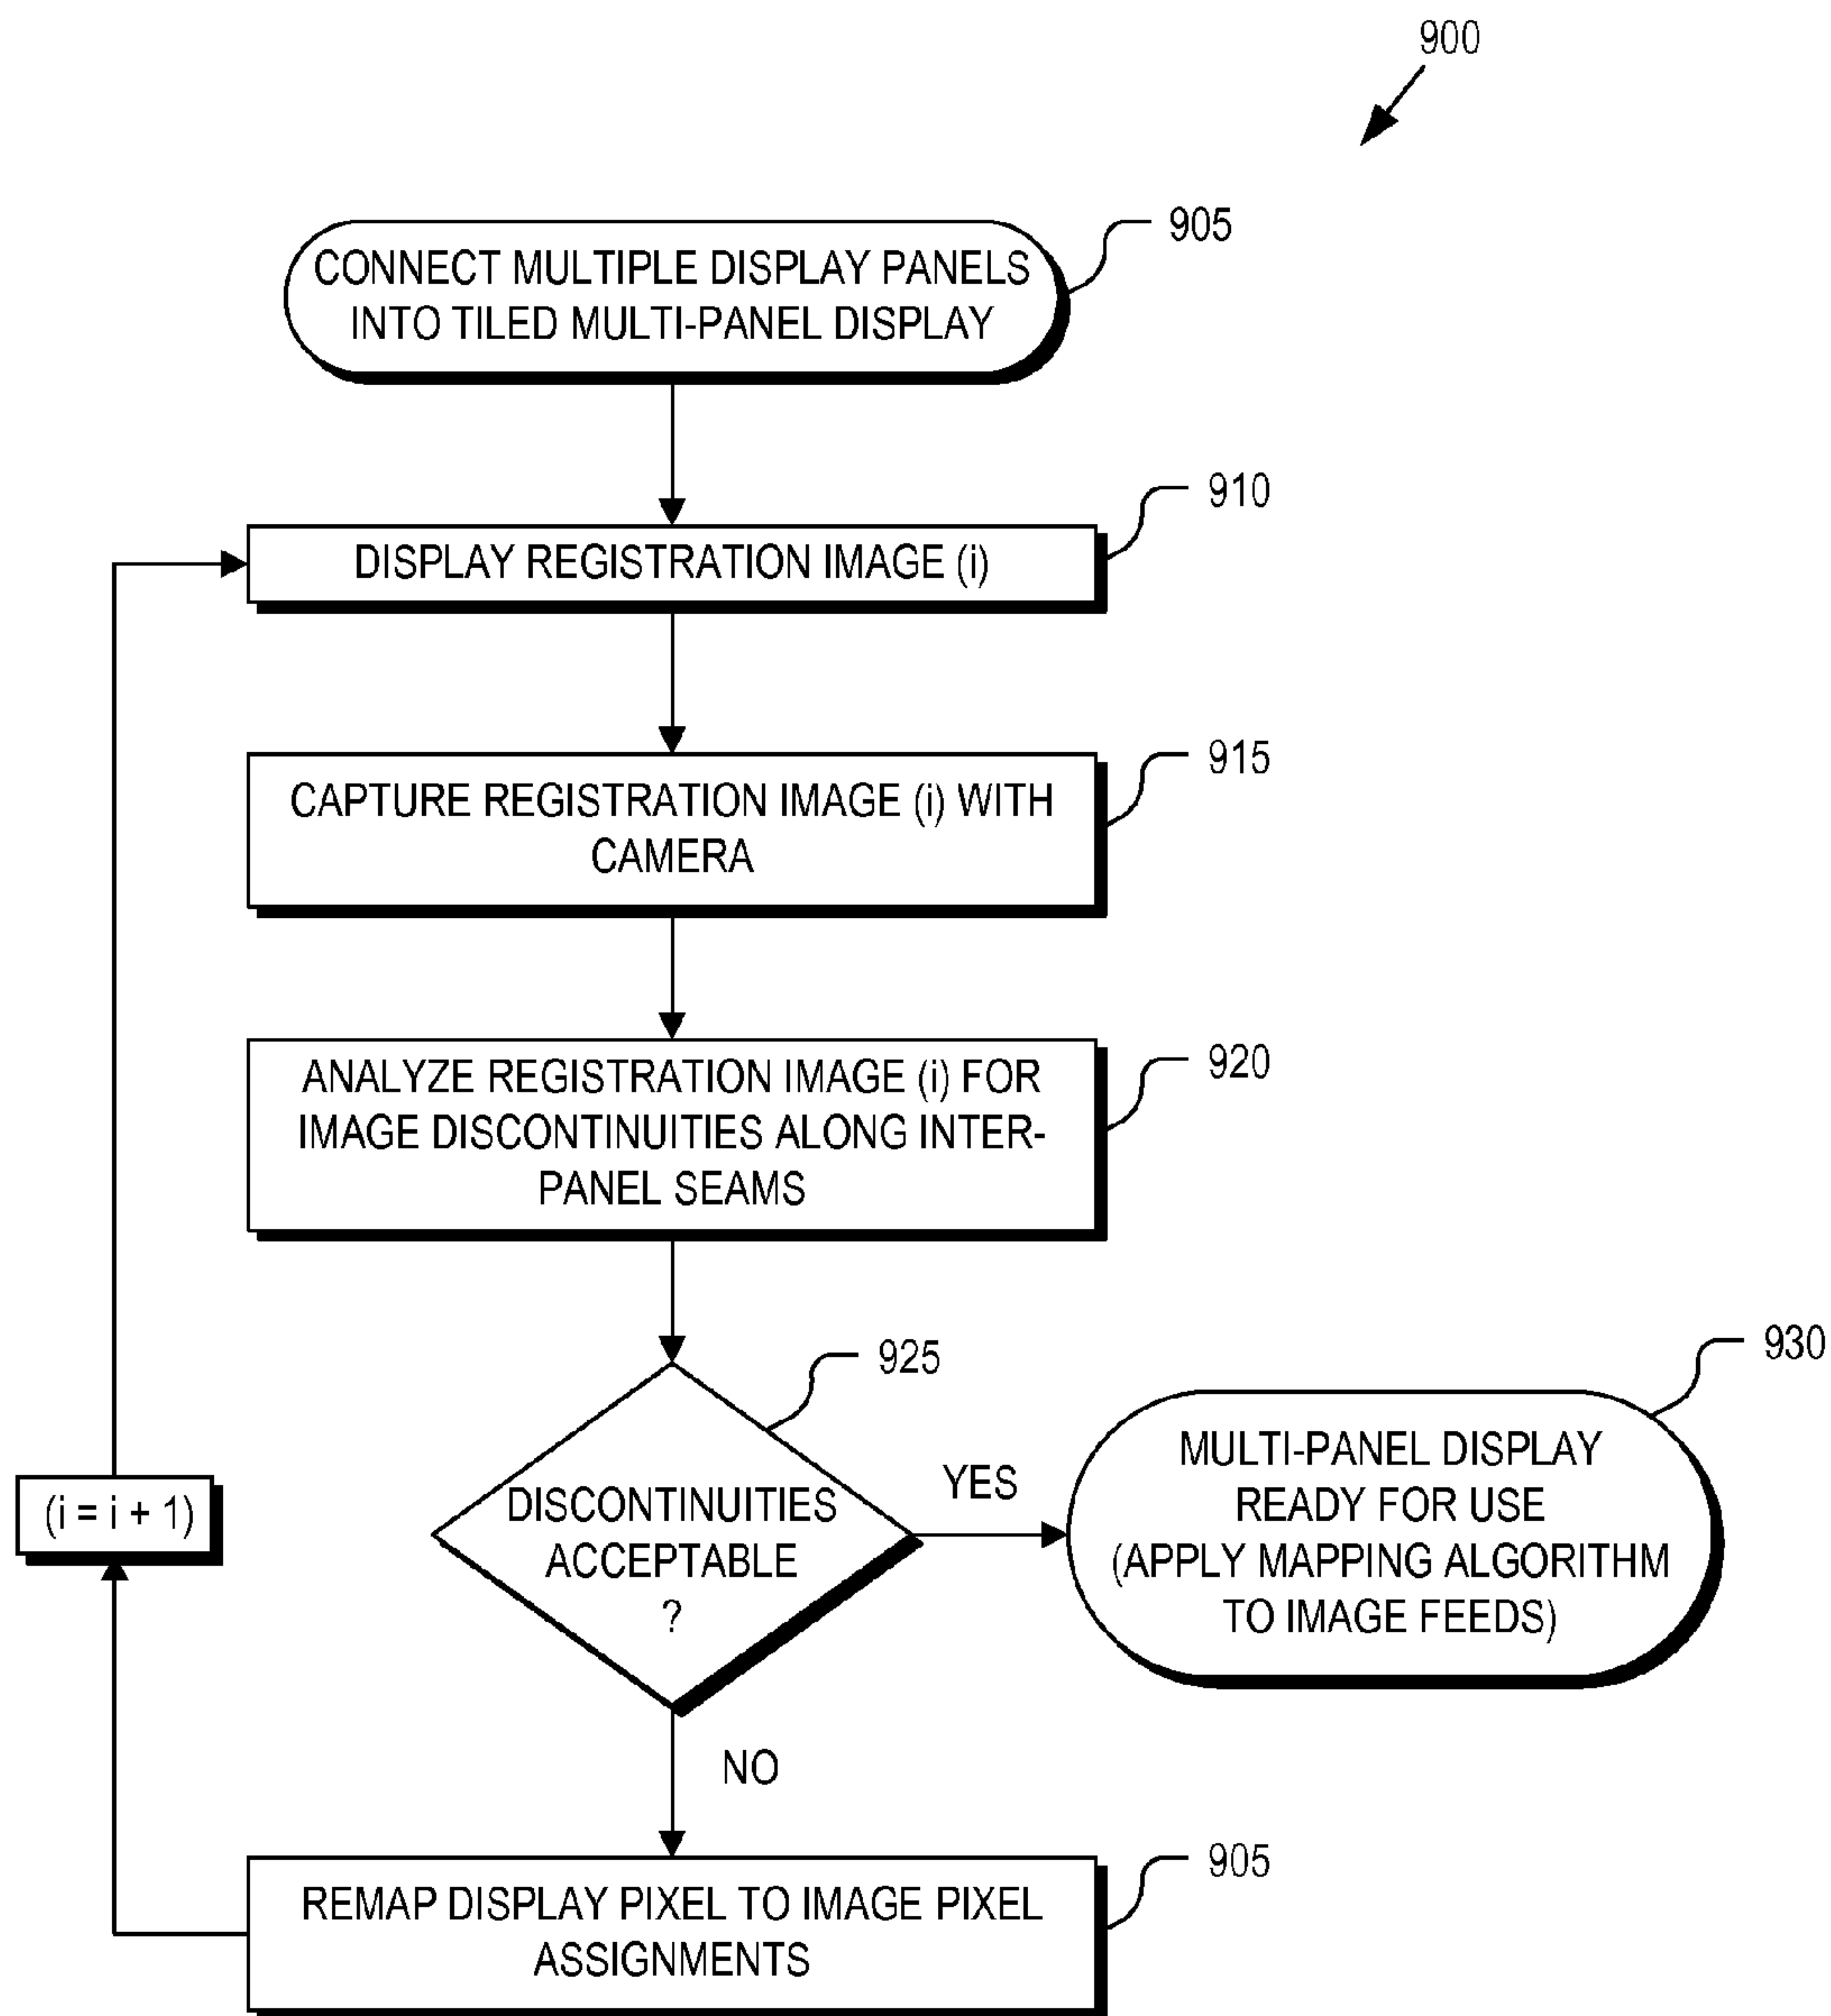 900
CONNECT MULTIPLE DISPLAY PANELS
INTO TILED MULTI-PANEL DISPLAY
905
DISPLAY REGISTRATION IMAGE (i)
910
CAPTURE REGISTRATION IMAGE (i) WITH
CAMERA
915
ANALYZE REGISTRATION IMAGE (i) FOR
IMAGE DISCONTINUITIES ALONG INTER-
PANEL SEAMS
920
DISCONTINUITIES
ACCEPTABLE
?
925
YES
MULTI-PANEL DISPLAY
READY FOR USE
(APPLY MAPPING ALGORITHM
TO IMAGE FEEDS)
930
NO
REMAP DISPLAY PIXEL TO IMAGE PIXEL
ASSIGNMENTS
905
(i = i + 1)